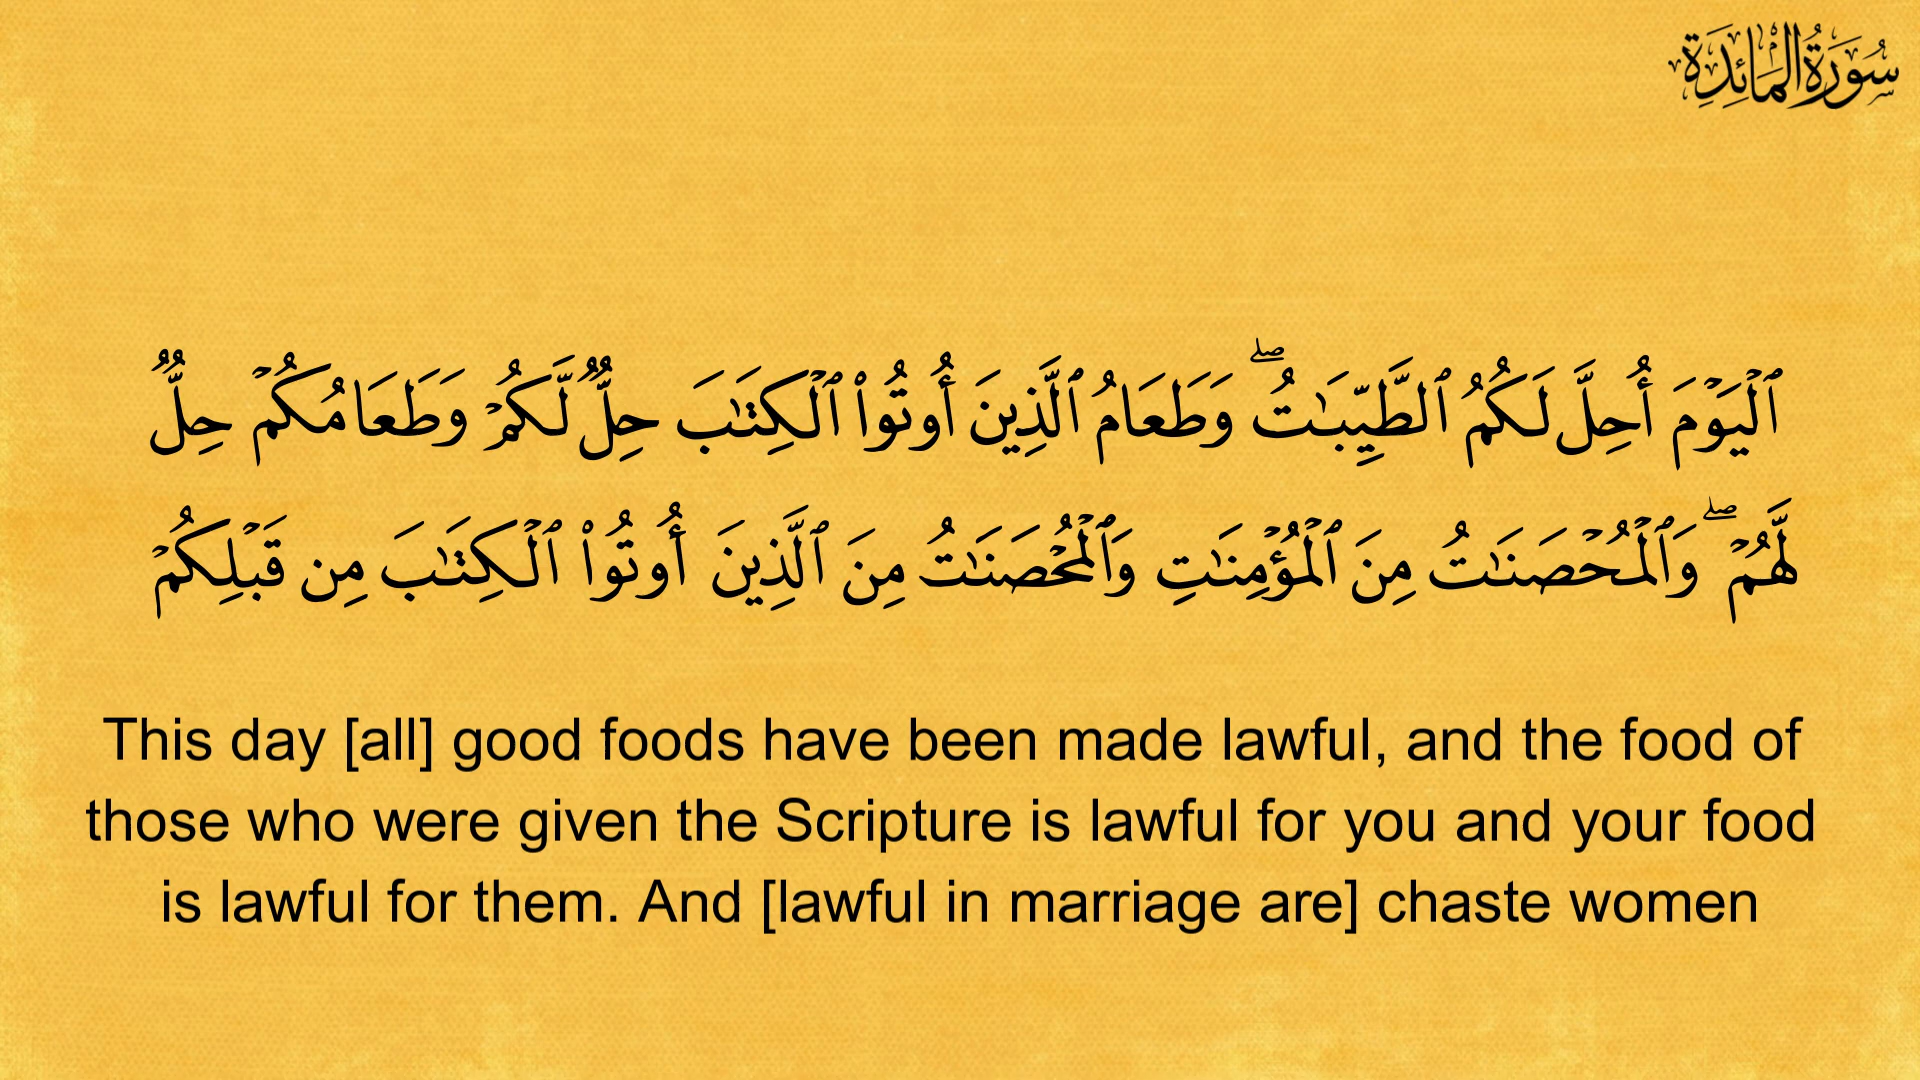 سُورَةُ المَائِدَةِ
ٱلۡيَوۡمَ أُحِلَّ لَكُمُ ٱلطَّيِّبَٰتُۖ وَطَعَامُ ٱلَّذِينَ أُوتُواْ ٱلۡكِتَٰبَ حِلّٞ لَّكُمۡ وَطَعَامُكُمۡ حِلّٞ
لَّهُمۡۖ وَٱلۡمُحۡصَنَٰتُ مِنَ ٱلۡمُؤۡمِنَٰتِ وَٱلۡمُحۡصَنَٰتُ مِنَ ٱلَّذِينَ أُوتُواْ ٱلۡكِتَٰبَ مِن قَبۡلِكُمۡ
This day [all] good foods have been made lawful, and the food of
those who were given the Scripture is lawful for you and your food
is lawful for them. And [lawful in marriage are] chaste women